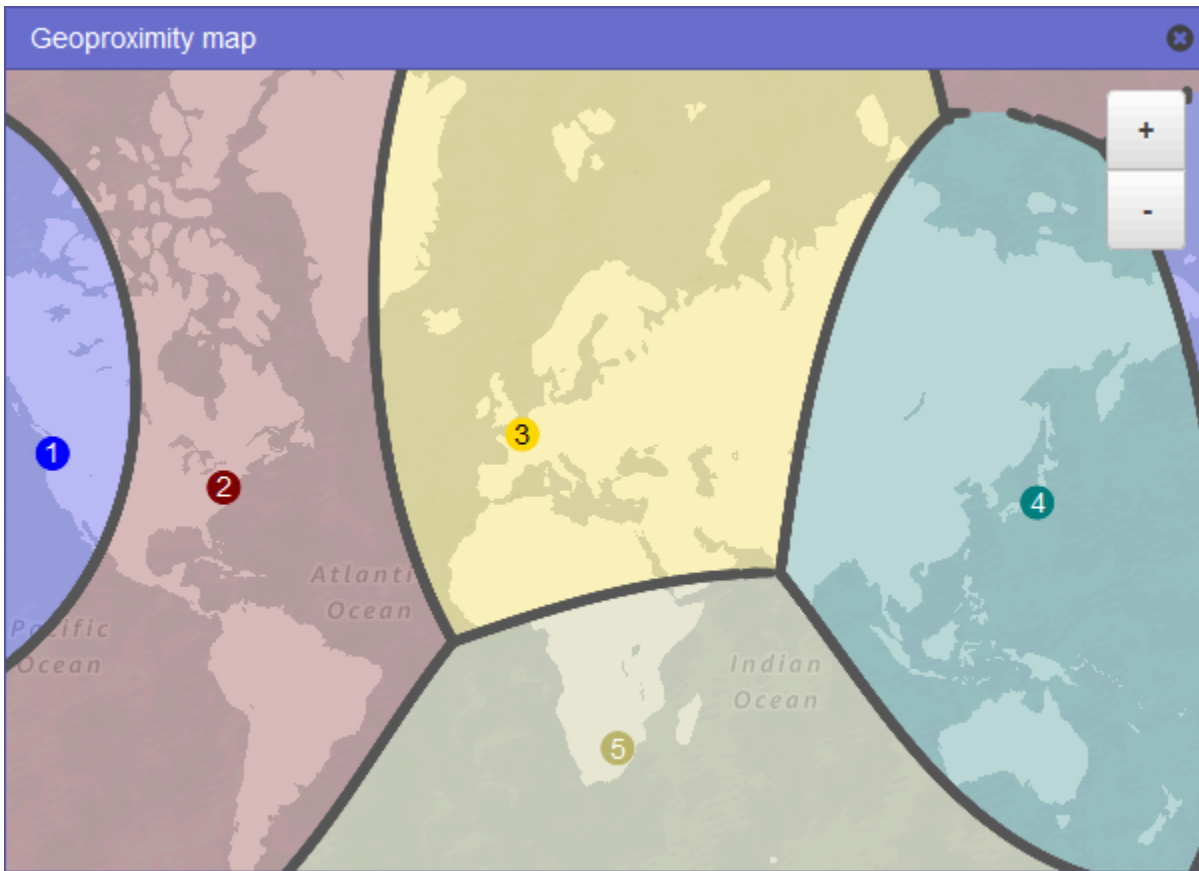 Geoproximity map
+
-
1
3
2
4
Atlanti
Ocean
Pacific
Ocean
Indian
Ocean
5